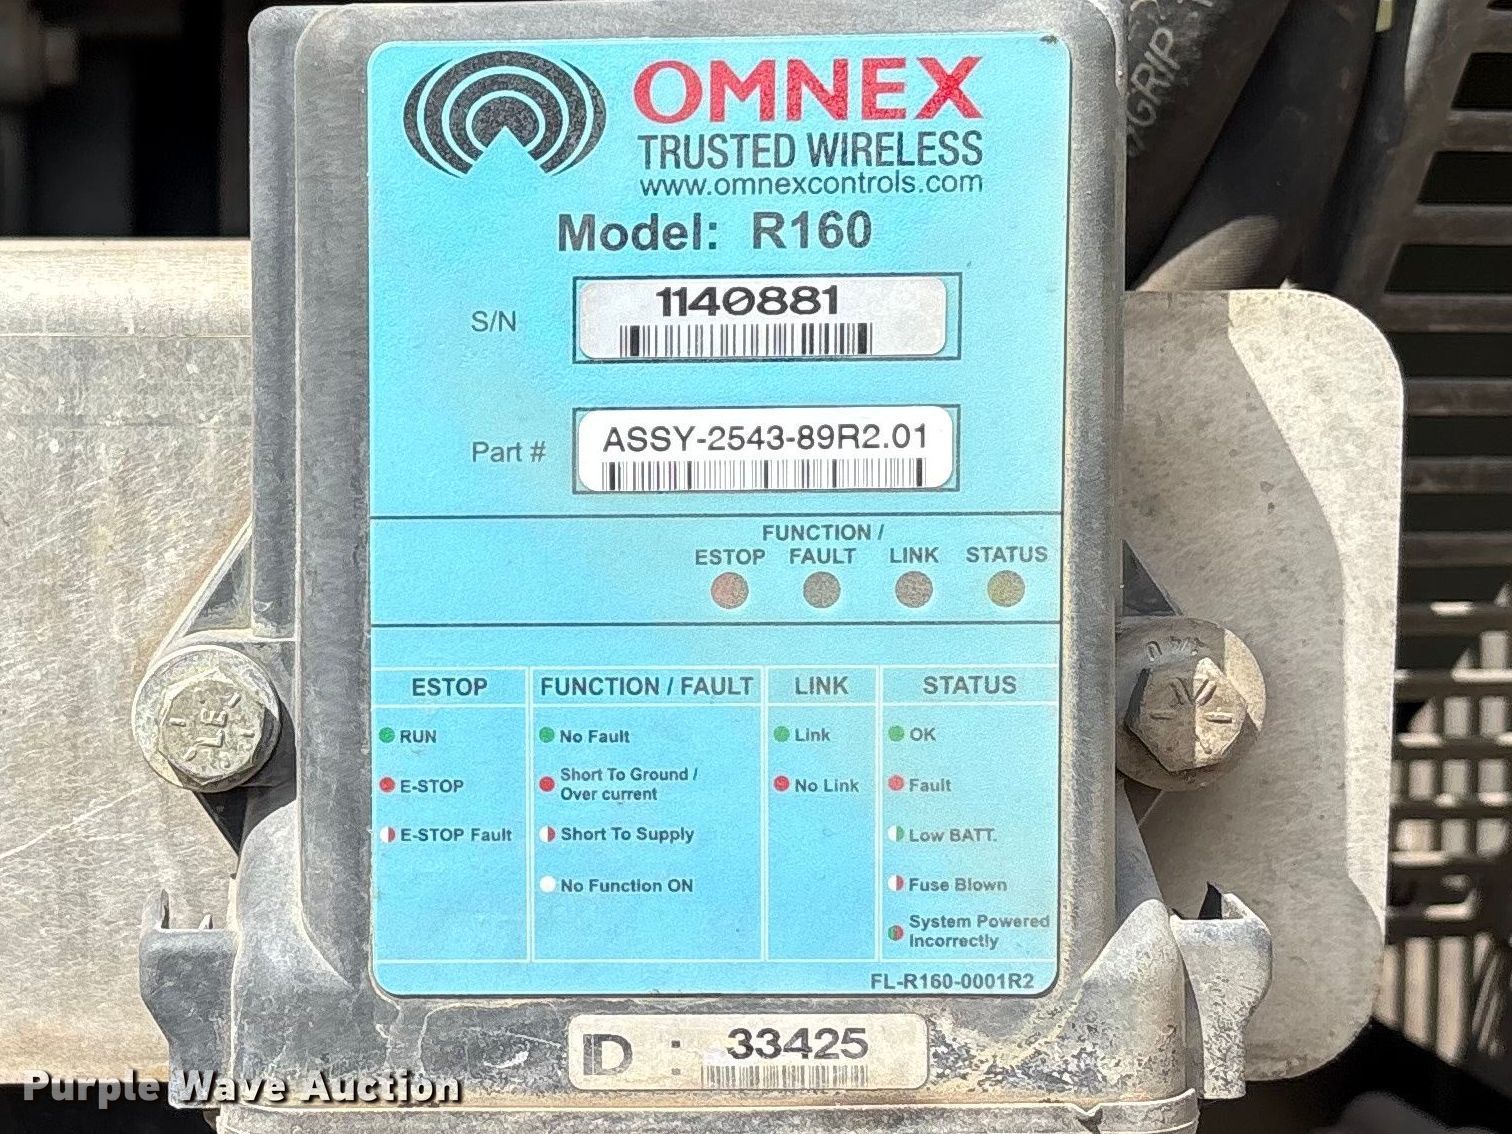 OMNEX
TRUSTED WIRELESS
www.omnexcontrols.com
Model: R160
S/N 1140881
Part # ASSY-2543-89R2.01
FUNCTION /
ESTOP FAULT LINK STATUS
ESTOP FUNCTION / FAULT LINK STATUS
RUN No Fault Link OK
E-STOP Short To Ground / No Link Fault
Over current
E-STOP Fault Short To Supply Low BATT.
No Function ON Fuse Blown
System Powered
Incorrectly
FL-R160-0001R2
ID : 33425
GRIP
Purple Wave Auction